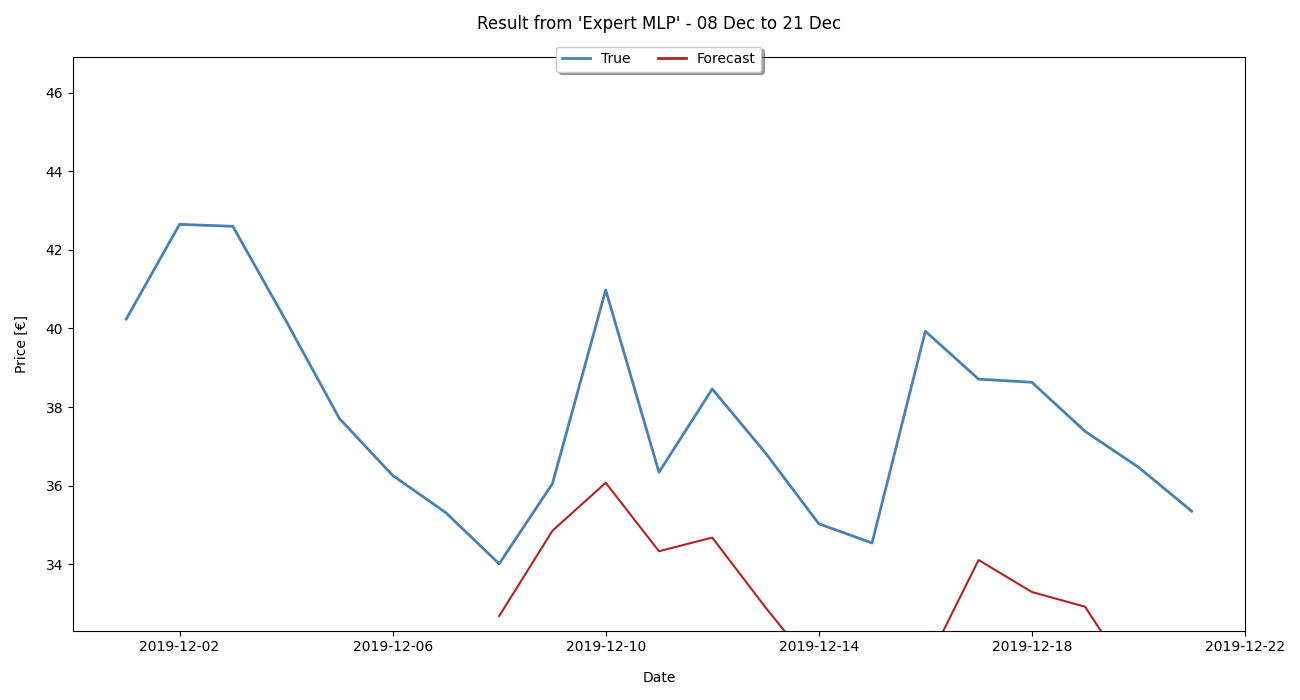 Result from 'Expert MLP' - 08 Dec to 21 Dec
True Forecast
46
44
42
40
38
36
34
Price [€]
2019-12-02 2019-12-06 2019-12-10 2019-12-14 2019-12-18 2019-12-22
Date